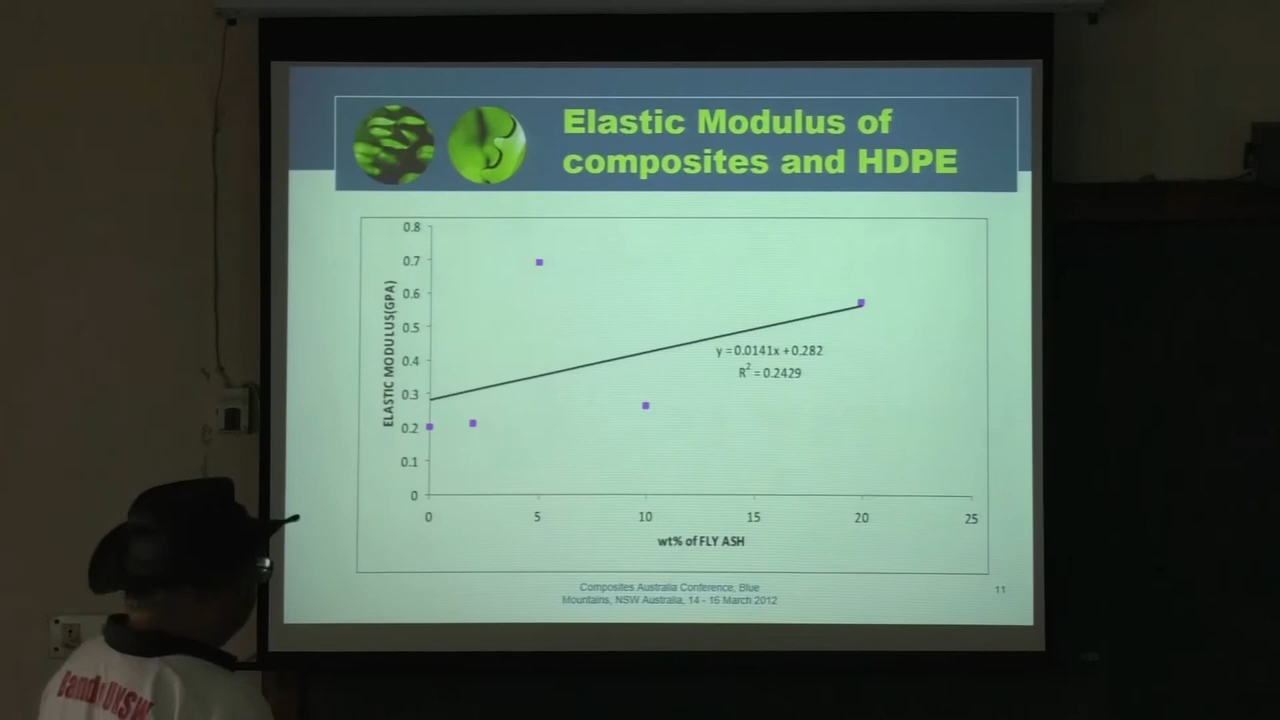 Elastic Modulus of
composites and HDPE
0.8
0.7
0.6
0.5
0.4
0.3
0.2
0.1
0
ELASTIC MODULUS(GPA)
y = 0.0141x + 0.282
R² = 0.2429
0 5 10 15 20 25
wt% of FLY ASH
Composites Australia Conference, Blue
Mountains, NSW Australia, 14 - 16 March 2012
11
UNSW